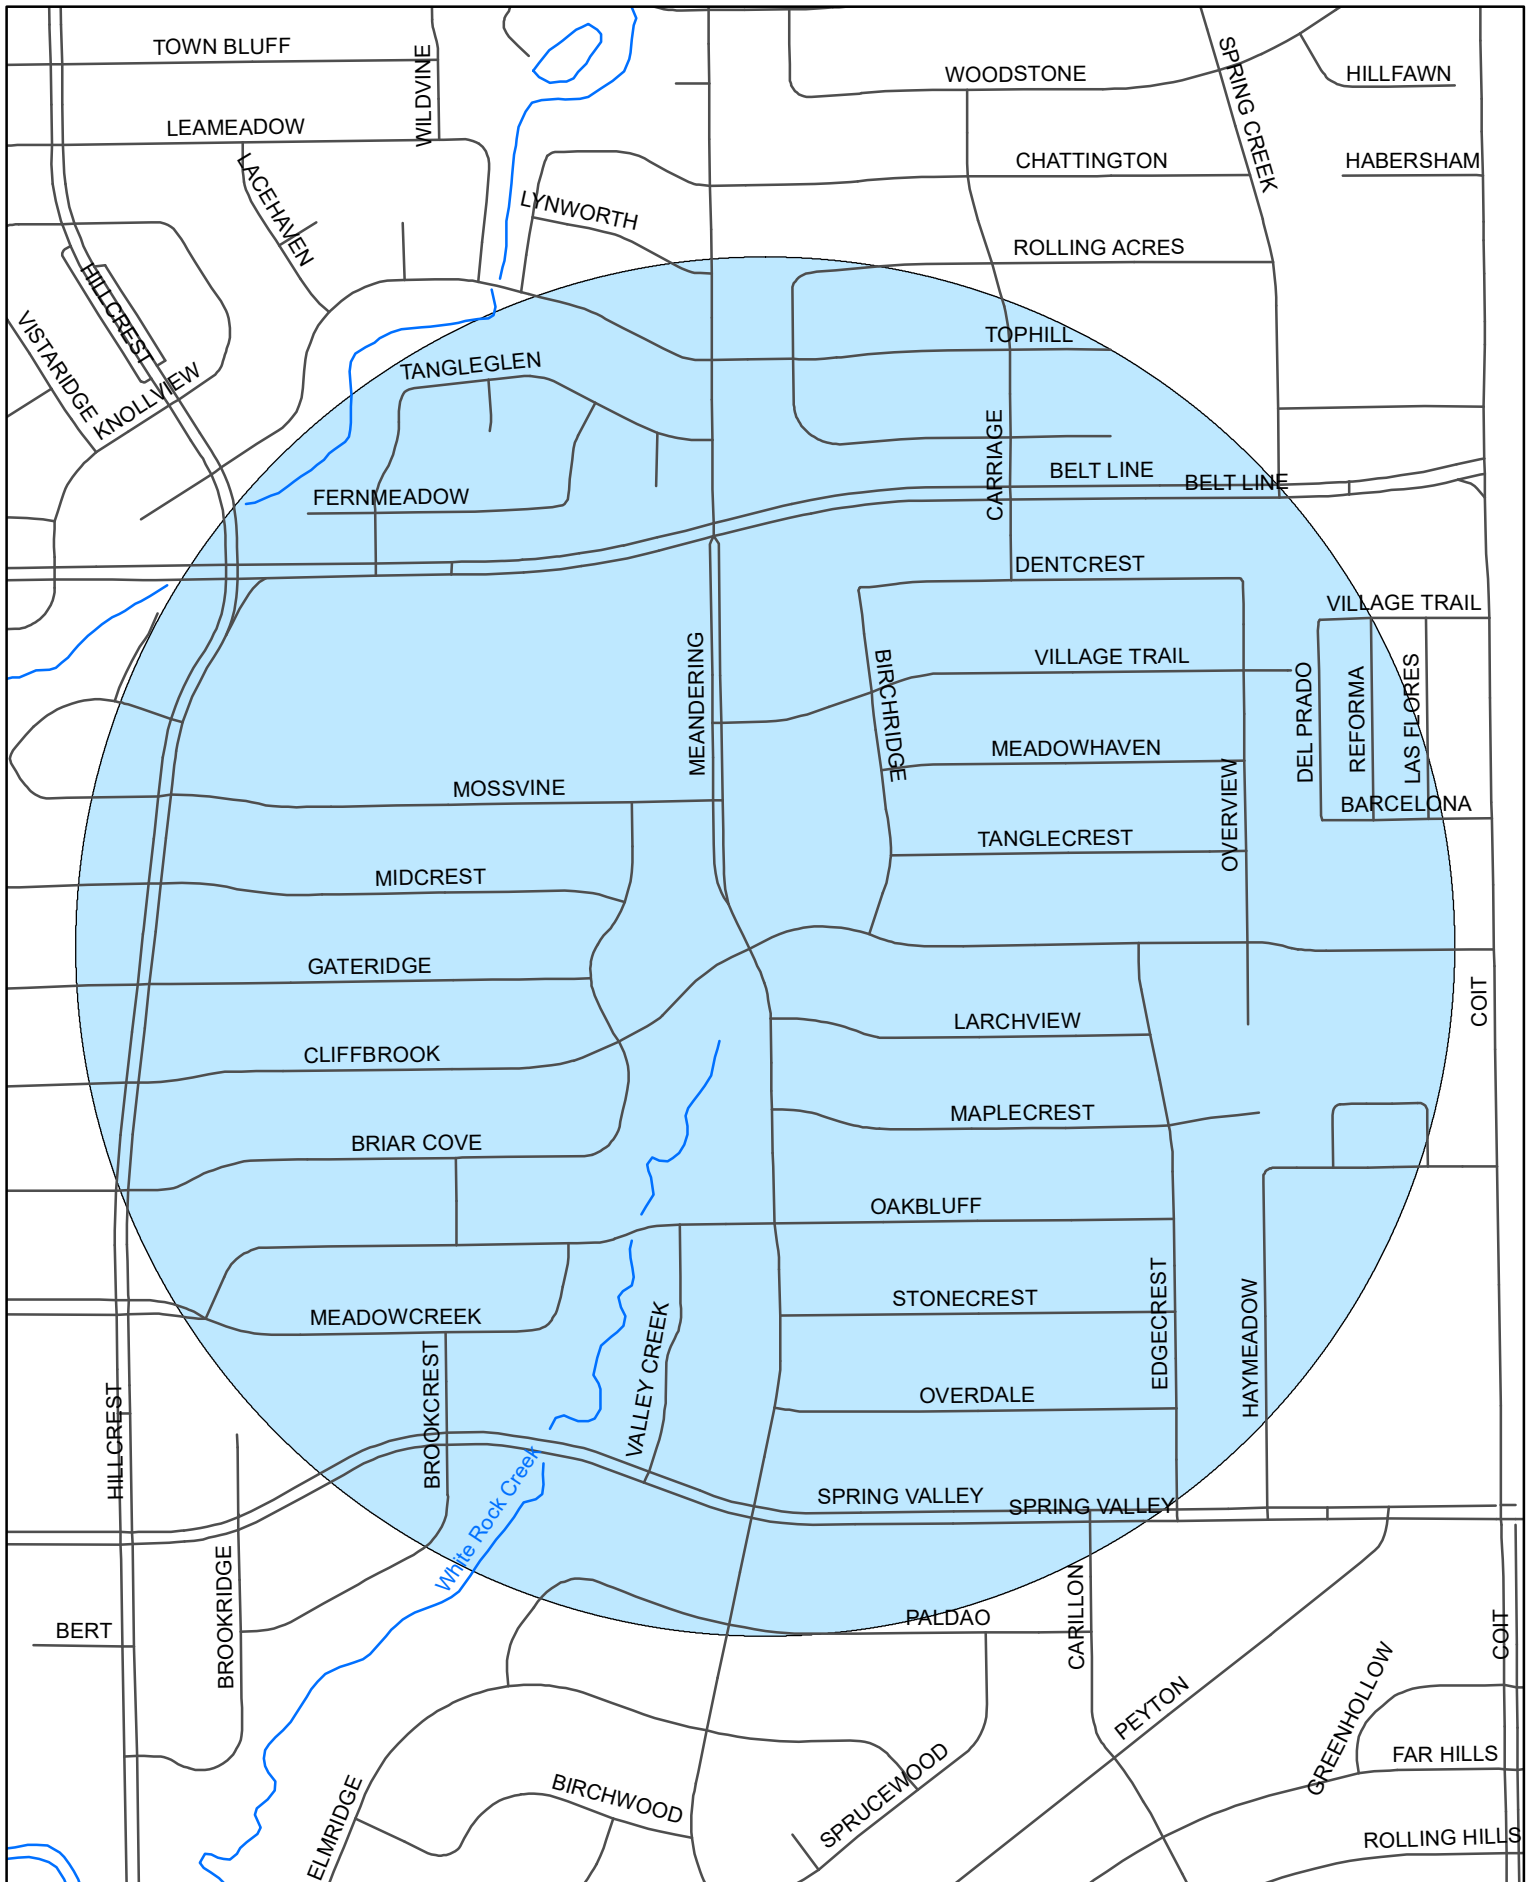 TOWN BLUFF
WILDVINE
WOODSTONE
SPRING CREEK
HILLFAWN
LEAMEADOW
LACEHAVEN
CHATTINGTON
HABERSHAM
LYNWORTH
ROLLING ACRES
HILLCREST
VISTARIDGE
KNOLLVIEW
TOPHILL
TANGLEGLEN
CARRIAGE
BELT LINE
BELT LINE
FERNMEADOW
DENTCREST
VILLAGE TRAIL
MEANDERING
BIRCHRIDGE
VILLAGE TRAIL
DEL PRADO
REFORMA
LAS FLORES
MEADOWHAVEN
MOSSVINE
OVERVIEW
BARCELONA
TANGLECREST
MIDCREST
GATERIDGE
COIT
LARCHVIEW
CLIFFBROOK
MAPLECREST
BRIAR COVE
OAKBLUFF
EDGECREST
HAYMEADOW
STONECREST
MEADOWCREEK
VALLEY CREEK
BROOKCREST
HILLCREST
OVERDALE
White Rock Creek
SPRING VALLEY
SPRING VALLEY
BROOKRIDGE
BERT
PALDAO
CARILLON
COIT
PEYTON
GREENHOLLOW
FAR HILLS
ELMRIDGE
BIRCHWOOD
SPRUCEWOOD
ROLLING HILLS